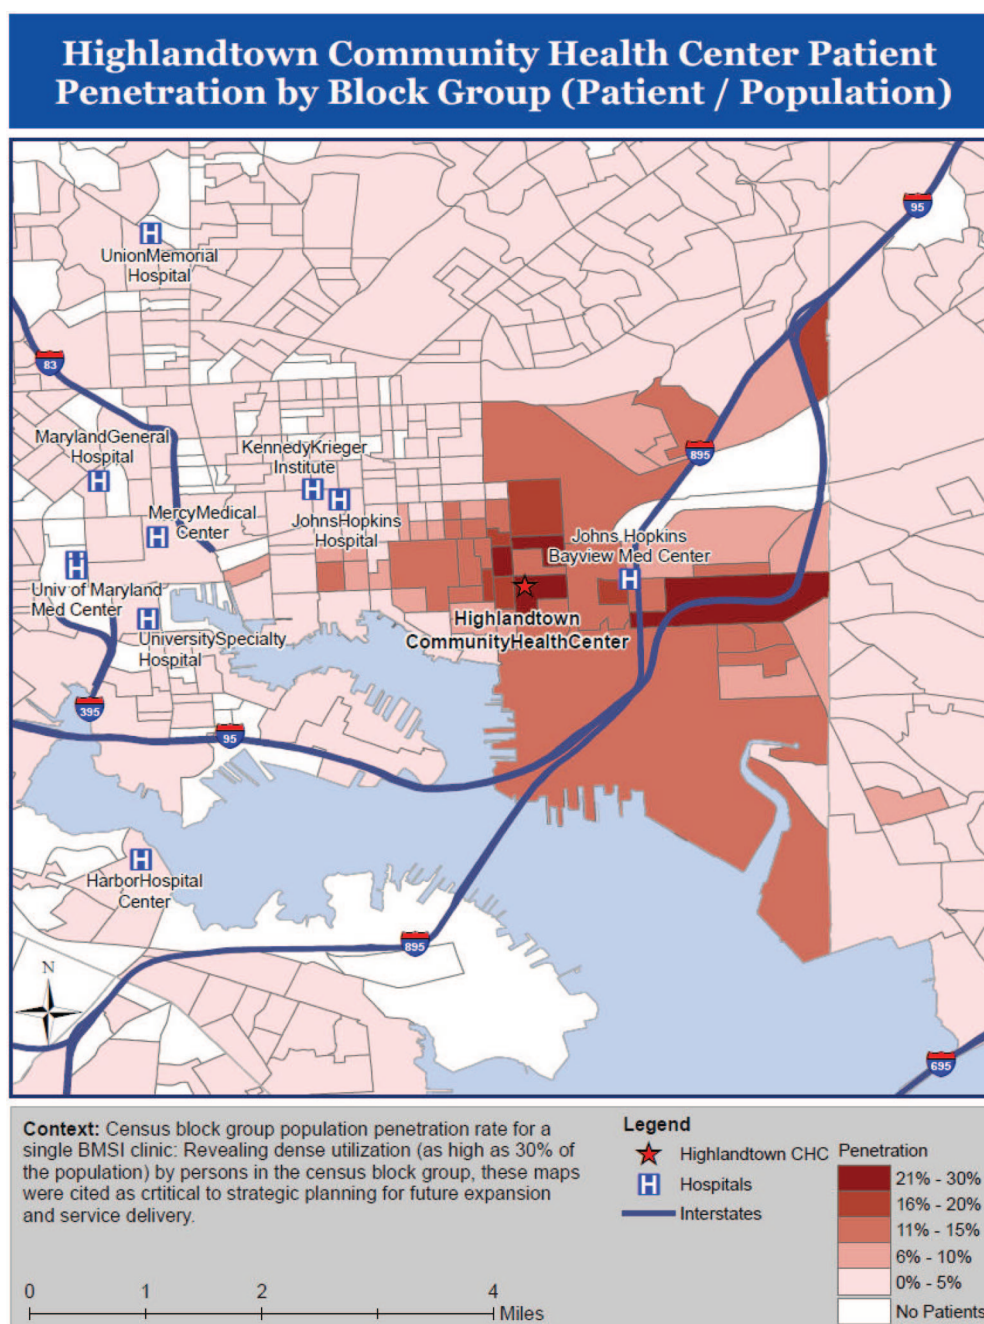 Highlandtown Community Health Center Patient
Penetration by Block Group (Patient / Population)
95
UnionMemorial
Hospital
83
MarylandGeneral
Hospital
H
KennedyKrieger
Institute
H
H
JohnsHopkins
Hospital
895
MercyMedical
Center
H
Johns Hopkins
Bayview Med Center
H
H
Univ of Maryland
Med Center
H
UniversitySpecialty
Hospital
Highlandtown
CommunityHealthCenter
395
95
H
HarborHospital
Center
895
N
695
Context: Census block group population penetration rate for a
single BMSI clinic: Revealing dense utilization (as high as 30% of
the population) by persons in the census block group, these maps
were cited as crtitical to strategic planning for future expansion
and service delivery.
0 1 2 4
Miles
Legend
Highlandtown CHC
H Hospitals
Interstates
Penetration
21% - 30%
16% - 20%
11% - 15%
6% - 10%
0% - 5%
No Patients